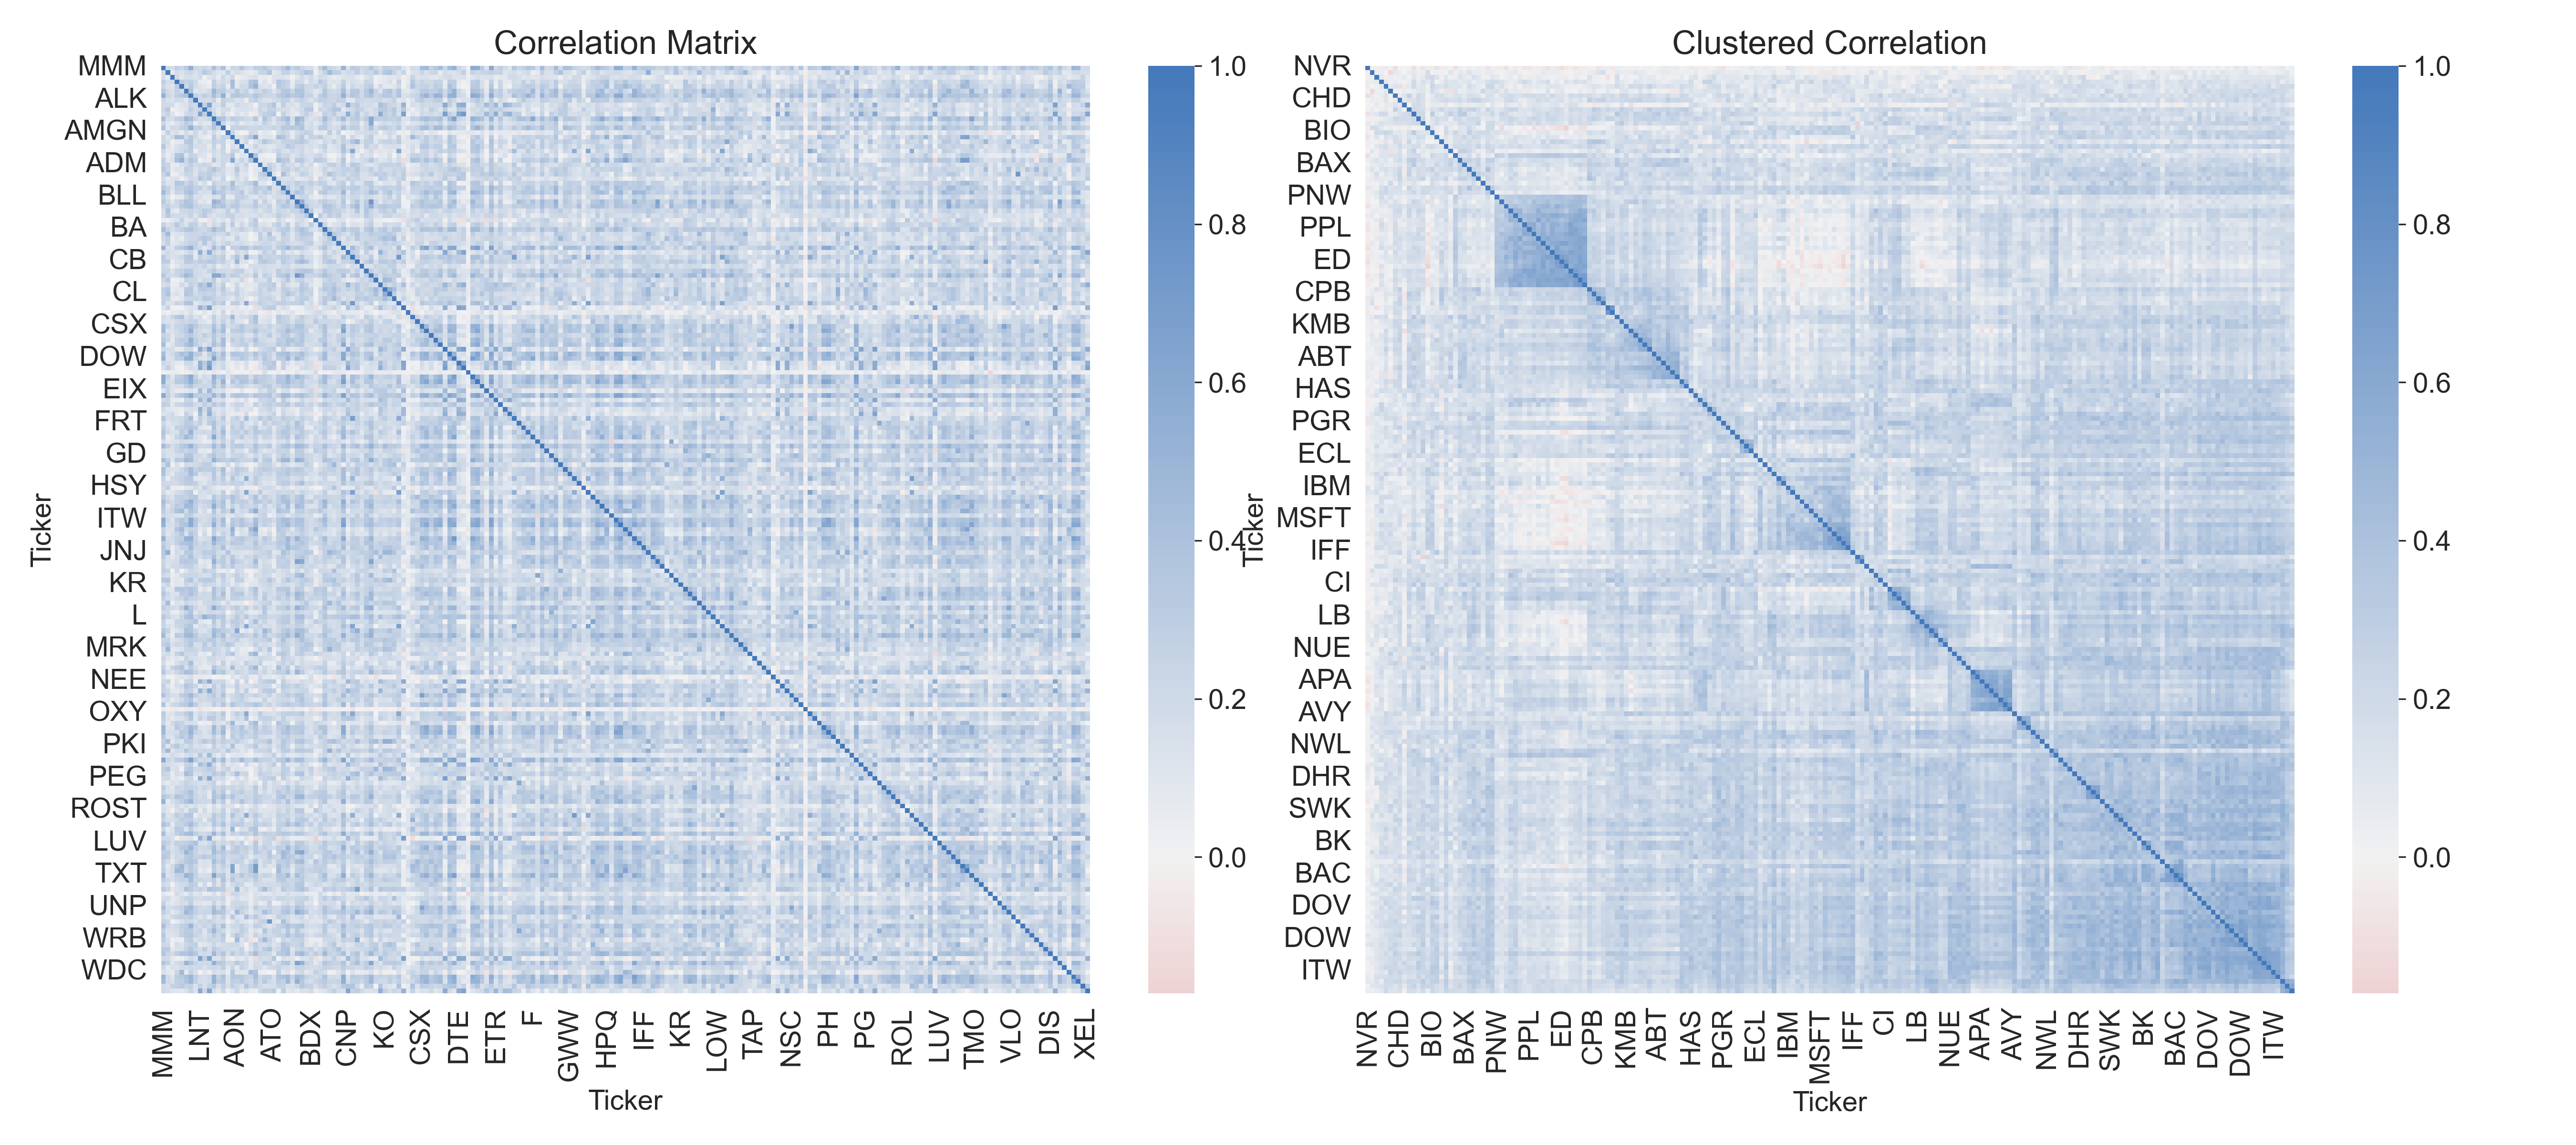 Correlation Matrix
MMM
ALK
AMGN
ADM
BLL
BA
CB
CL
CSX
DOW
EIX
FRT
GD
HSY
ITW
JNJ
KR
L
MRK
NEE
OXY
PKI
PEG
ROST
LUV
TXT
UNP
WRB
WDC
Ticker
MMM LNT AON ATO BDX CNP KO CSX DTE ETR F GWW HPQ IFF KR LOW TAP NSC PH PG ROL LUV TMO VLO DIS XEL
Ticker
1.0
0.8
0.6
0.4
0.2
0.0
Clustered Correlation
NVR
CHD
BIO
BAX
PNW
PPL
ED
CPB
KMB
ABT
HAS
PGR
ECL
IBM
MSFT
IFF
CI
LB
NUE
APA
AVY
NWL
DHR
SWK
BK
BAC
DOV
DOW
ITW
Ticker
NVR CHD BIO BAX PNW PPL ED CPB KMB ABT HAS PGR ECL IBM MSFT IFF CI LB NUE APA AVY NWL DHR SWK BK BAC DOV DOW ITW
Ticker
1.0
0.8
0.6
0.4
0.2
0.0